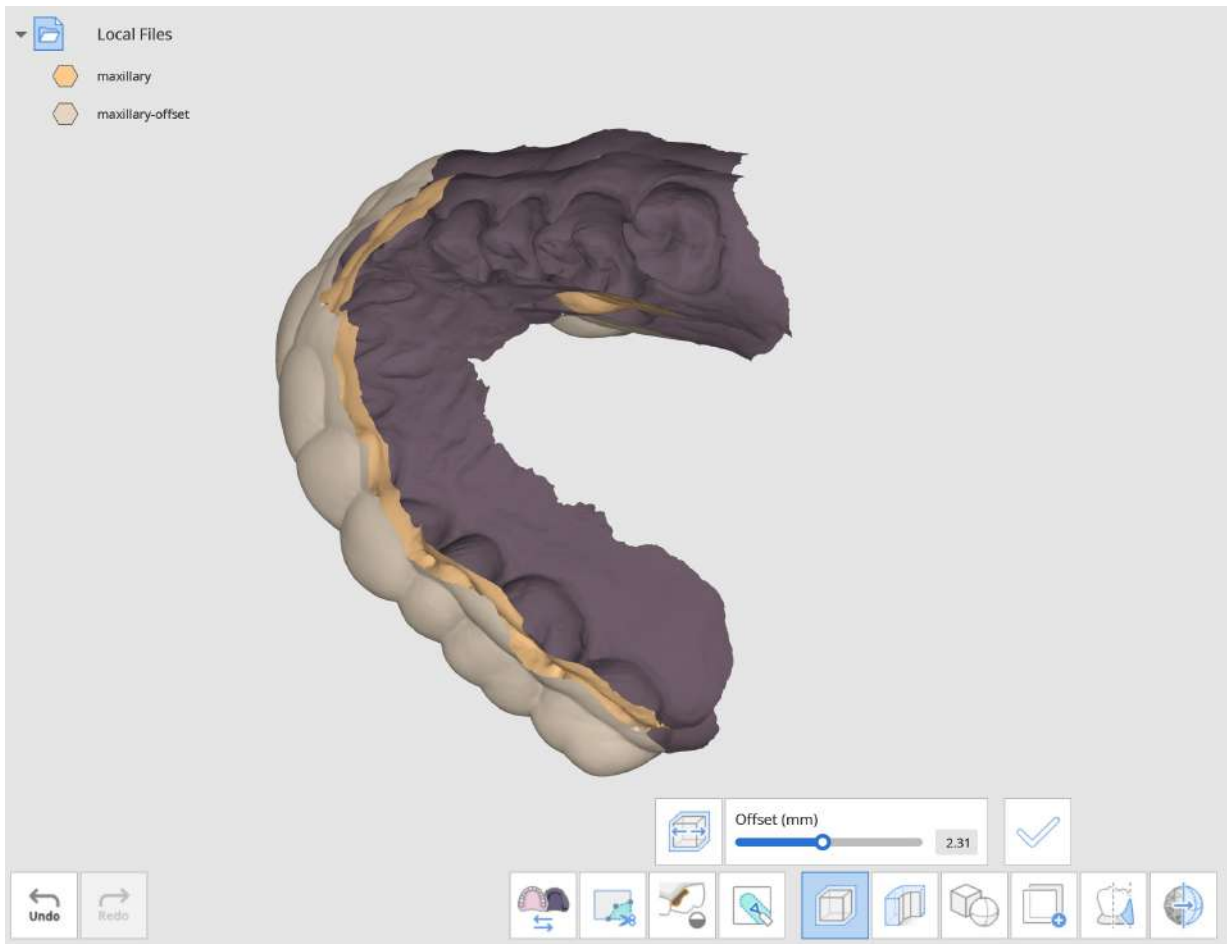 Local Files
maxillary
maxillary-offset
Offset (mm)
2.31
Undo
Redo